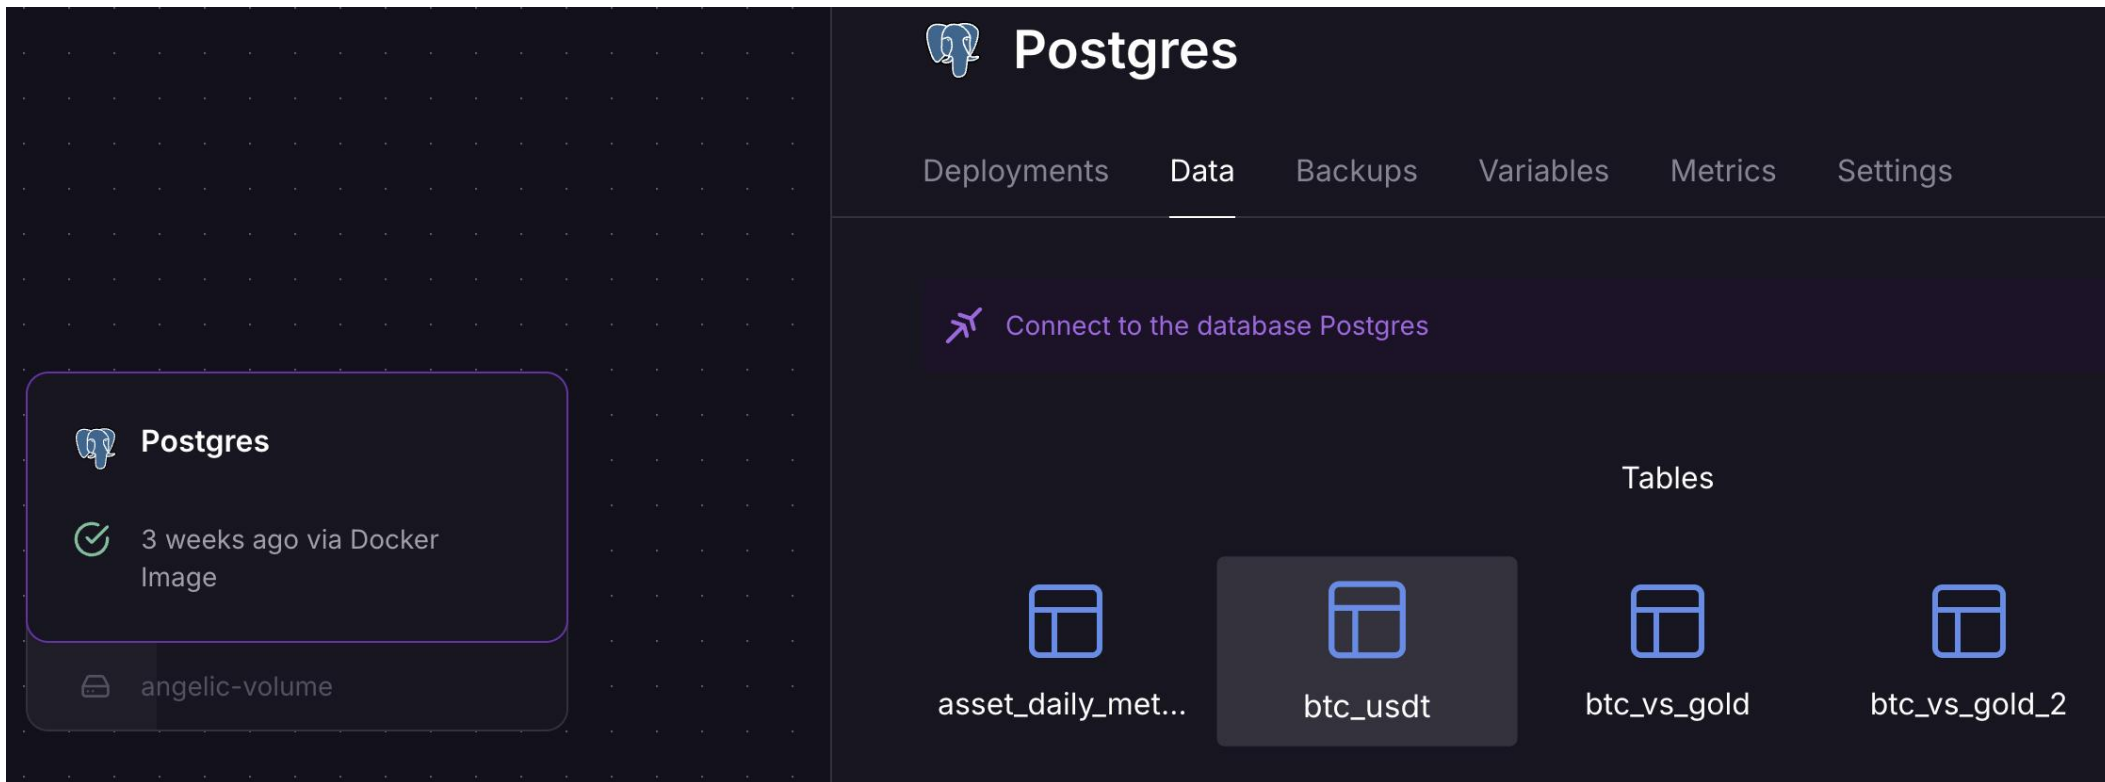 Postgres
Deployments Data Backups Variables Metrics Settings
Connect to the database Postgres
Postgres
3 weeks ago via Docker
Image
angelic-volume
Tables
asset_daily_met... btc_usdt btc_vs_gold btc_vs_gold_2